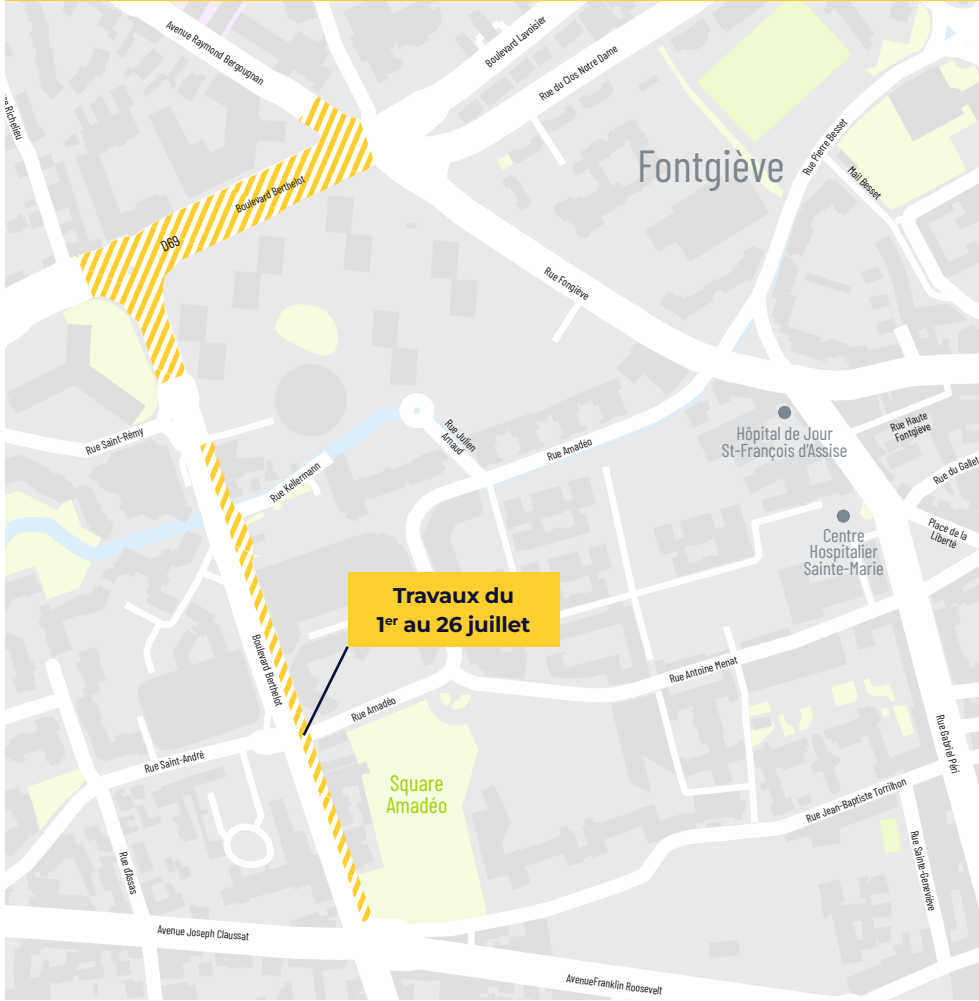 Avenue Raymond Bergougnan
Boulevard Lavoisier
Rue du Clos Notre Dame
Richelieu
Fontgiève
Rue Pierre Besset
Mail Besset
Boulevard Berthelot
D69
Rue Fongiève
Rue Saint-Rémy
Rue Julien
Arnaud
Rue Amadéo
Hôpital de Jour
St-François d'Assise
Rue Haute
Fontgiève
Rue du Gallet
Rue Kellermann
Centre
Hospitalier
Sainte-Marie
Place de la
Liberté
Travaux du
1er au 26 juillet
Boulevard Berthelot
Rue Antoine Menat
Rue Amadéo
Rue Saint-André
Square
Amadéo
Rue Gabriel Péri
Rue Jean-Baptiste Torrilhon
Rue d'Assas
Rue Sainte-Geneviève
Avenue Joseph Claussat
AvenueFranklin Roosevelt